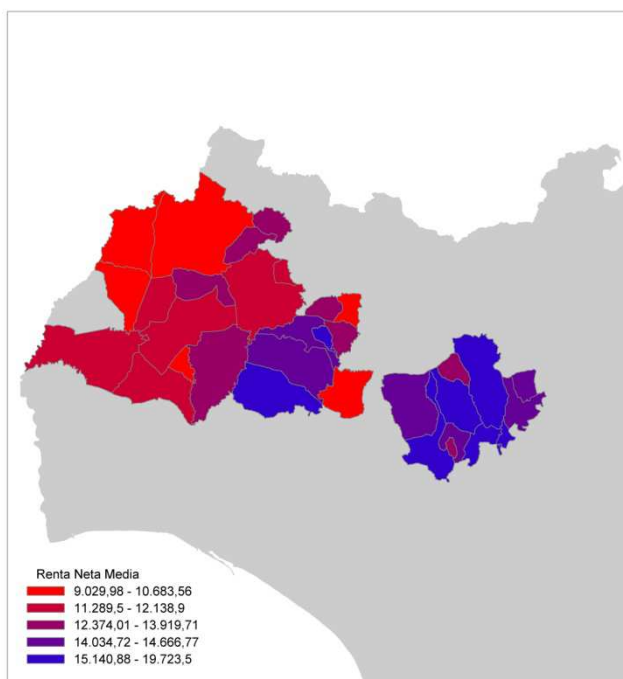 Renta Neta Media
9.029,98 - 10.683,56
11.289,5 - 12.138,9
12.374,01 - 13.919,71
14.034,72 - 14.666,77
15.140,88 - 19.723,5